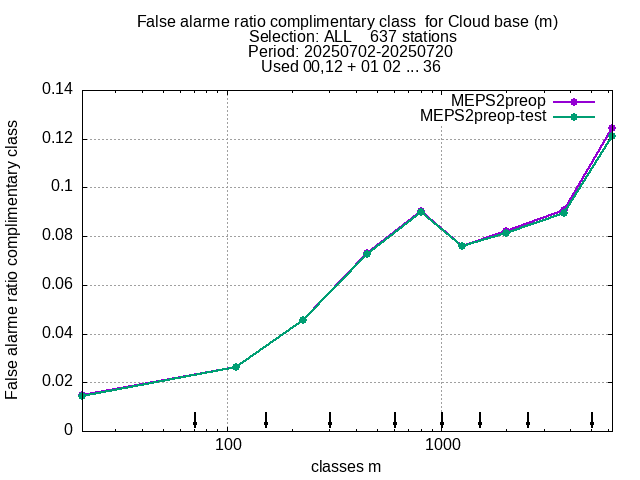 False alarme ratio complimentary class  for Cloud base (m)
Selection: ALL    637 stations
Period: 20250702-20250720
Used 00,12 + 01 02 ... 36
MEPS2preop
MEPS2preop-test
False alarme ratio complimentary class
0.14
0.12
0.1
0.08
0.06
0.04
0.02
0
100
1000
classes m